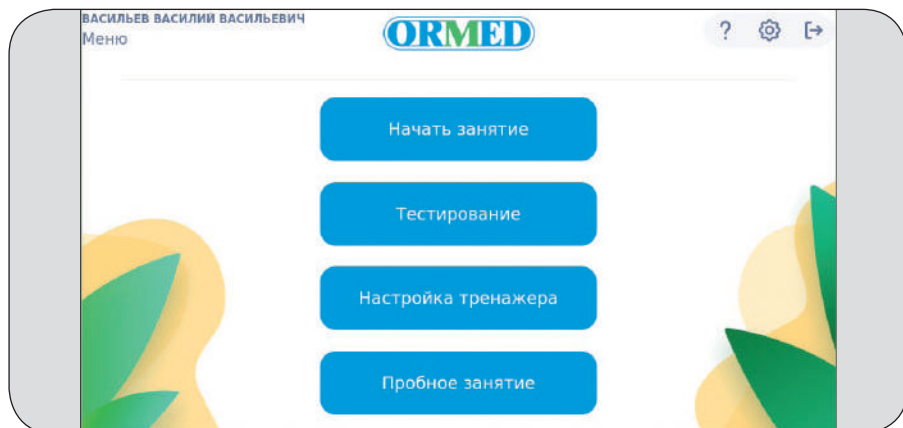 ВАСИЛЬЕВ ВАСИЛИЙ ВАСИЛЬЕВИЧ
Меню
ORMED
?
Начать занятие
Тестирование
Настройка тренажера
Пробное занятие